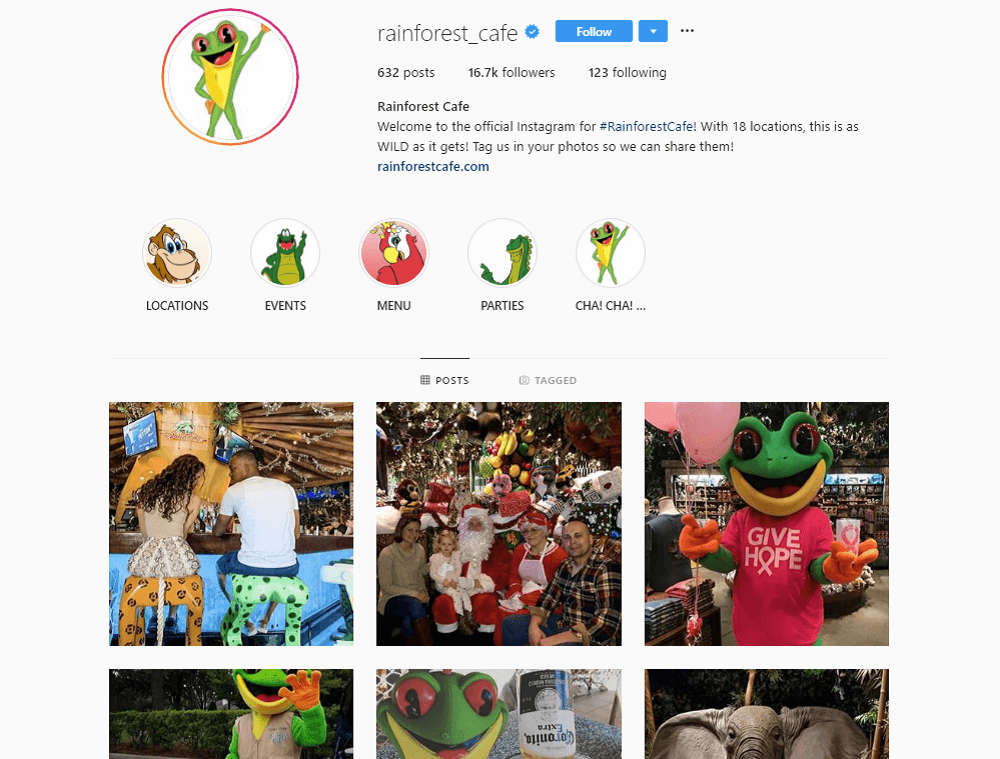 rainforest_cafe
Follow
632 posts 16.7k followers 123 following
Rainforest Cafe
Welcome to the official Instagram for #RainforestCafe! With 18 locations, this is as
WILD as it gets! Tag us in your photos so we can share them!
rainforestcafe.com
LOCATIONS EVENTS MENU PARTIES CHA! CHA! ...
POSTS TAGGED
GIVE
HOPE
Coronita
Extra